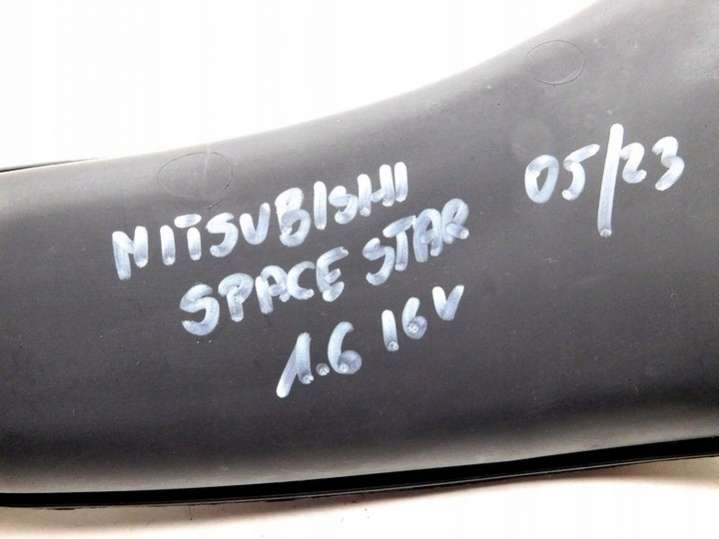 MITSUBISHI
SPACE STAR
1.6 16V
05/23